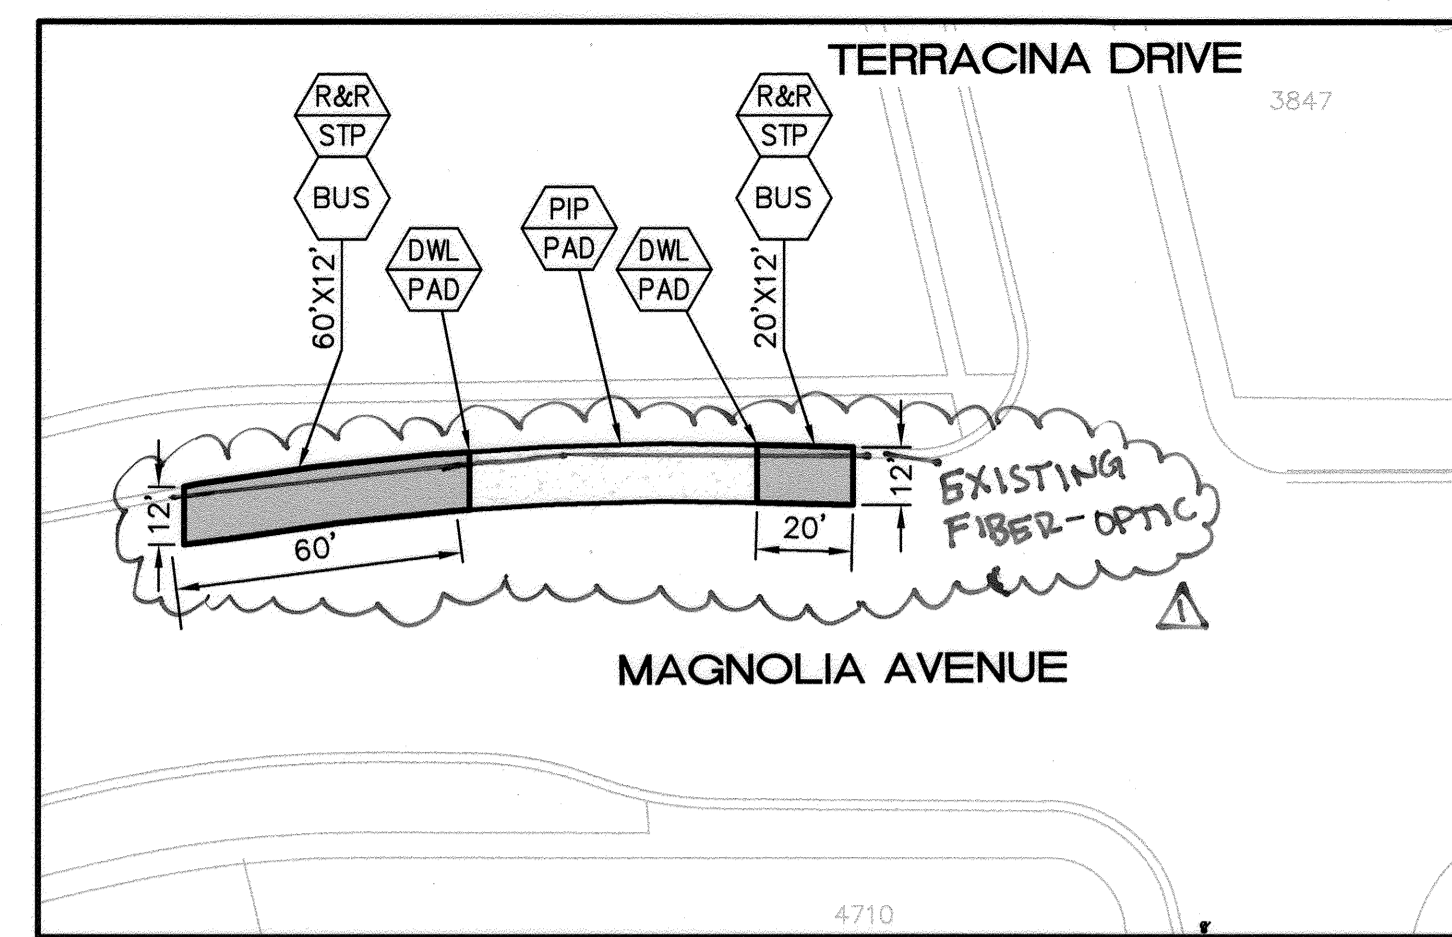 TERRACINA DRIVE
3847
R&R
STP
BUS
60'X12'
DWL
PAD
PIP
PAD
DWL
PAD
R&R
STP
BUS
20'X12'
12'
60'
20'
12'
EXISTING
FIBER-OPTIC
1
MAGNOLIA AVENUE
4710